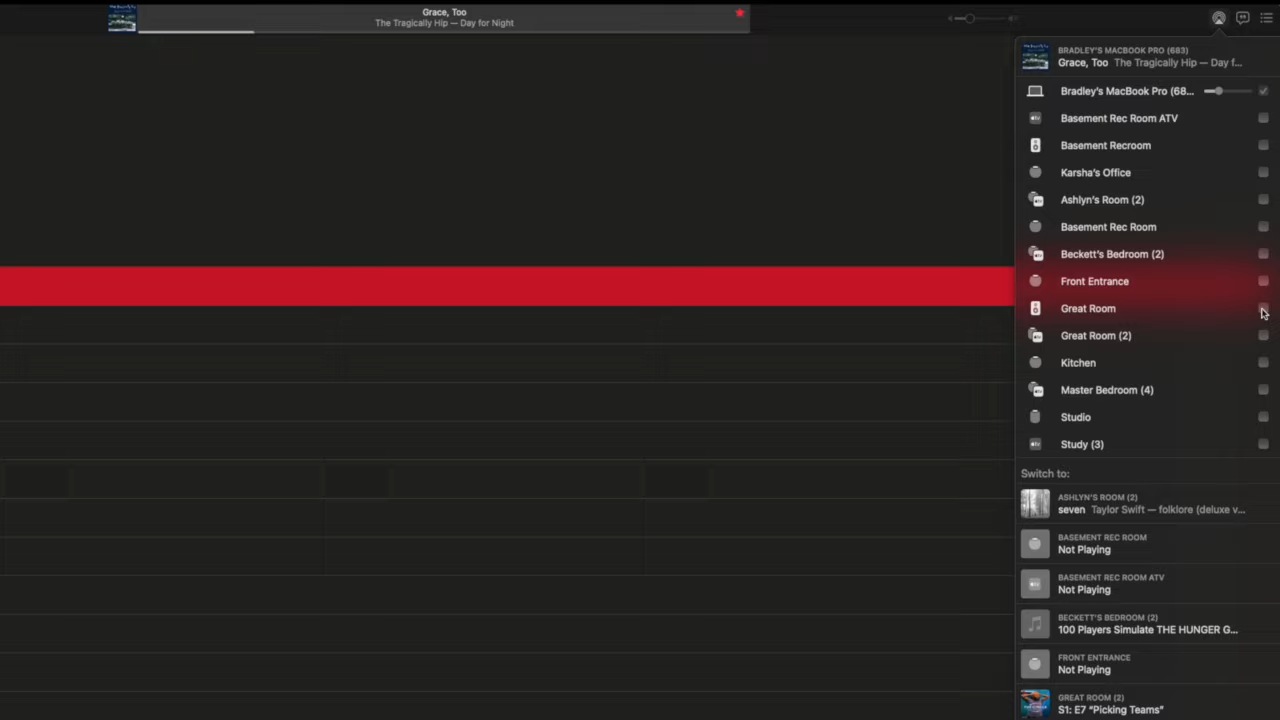 Grace, Too
The Tragically Hip — Day for Night
BRADLEY'S MACBOOK PRO (683)
Grace, Too The Tragically Hip — Day f...
Bradley's MacBook Pro (68...
Basement Rec Room ATV
Basement Recroom
Karsha's Office
Ashlyn's Room (2)
Basement Rec Room
Beckett's Bedroom (2)
Front Entrance
Great Room
Great Room (2)
Kitchen
Master Bedroom (4)
Studio
Study (3)
Switch to:
ASHLYN'S ROOM (2)
seven Taylor Swift — folklore (deluxe v...
BASEMENT REC ROOM
Not Playing
BASEMENT REC ROOM ATV
Not Playing
BECKETT'S BEDROOM (2)
100 Players Simulate THE HUNGER G...
FRONT ENTRANCE
Not Playing
GREAT ROOM (2)
S1: E7 “Picking Teams”